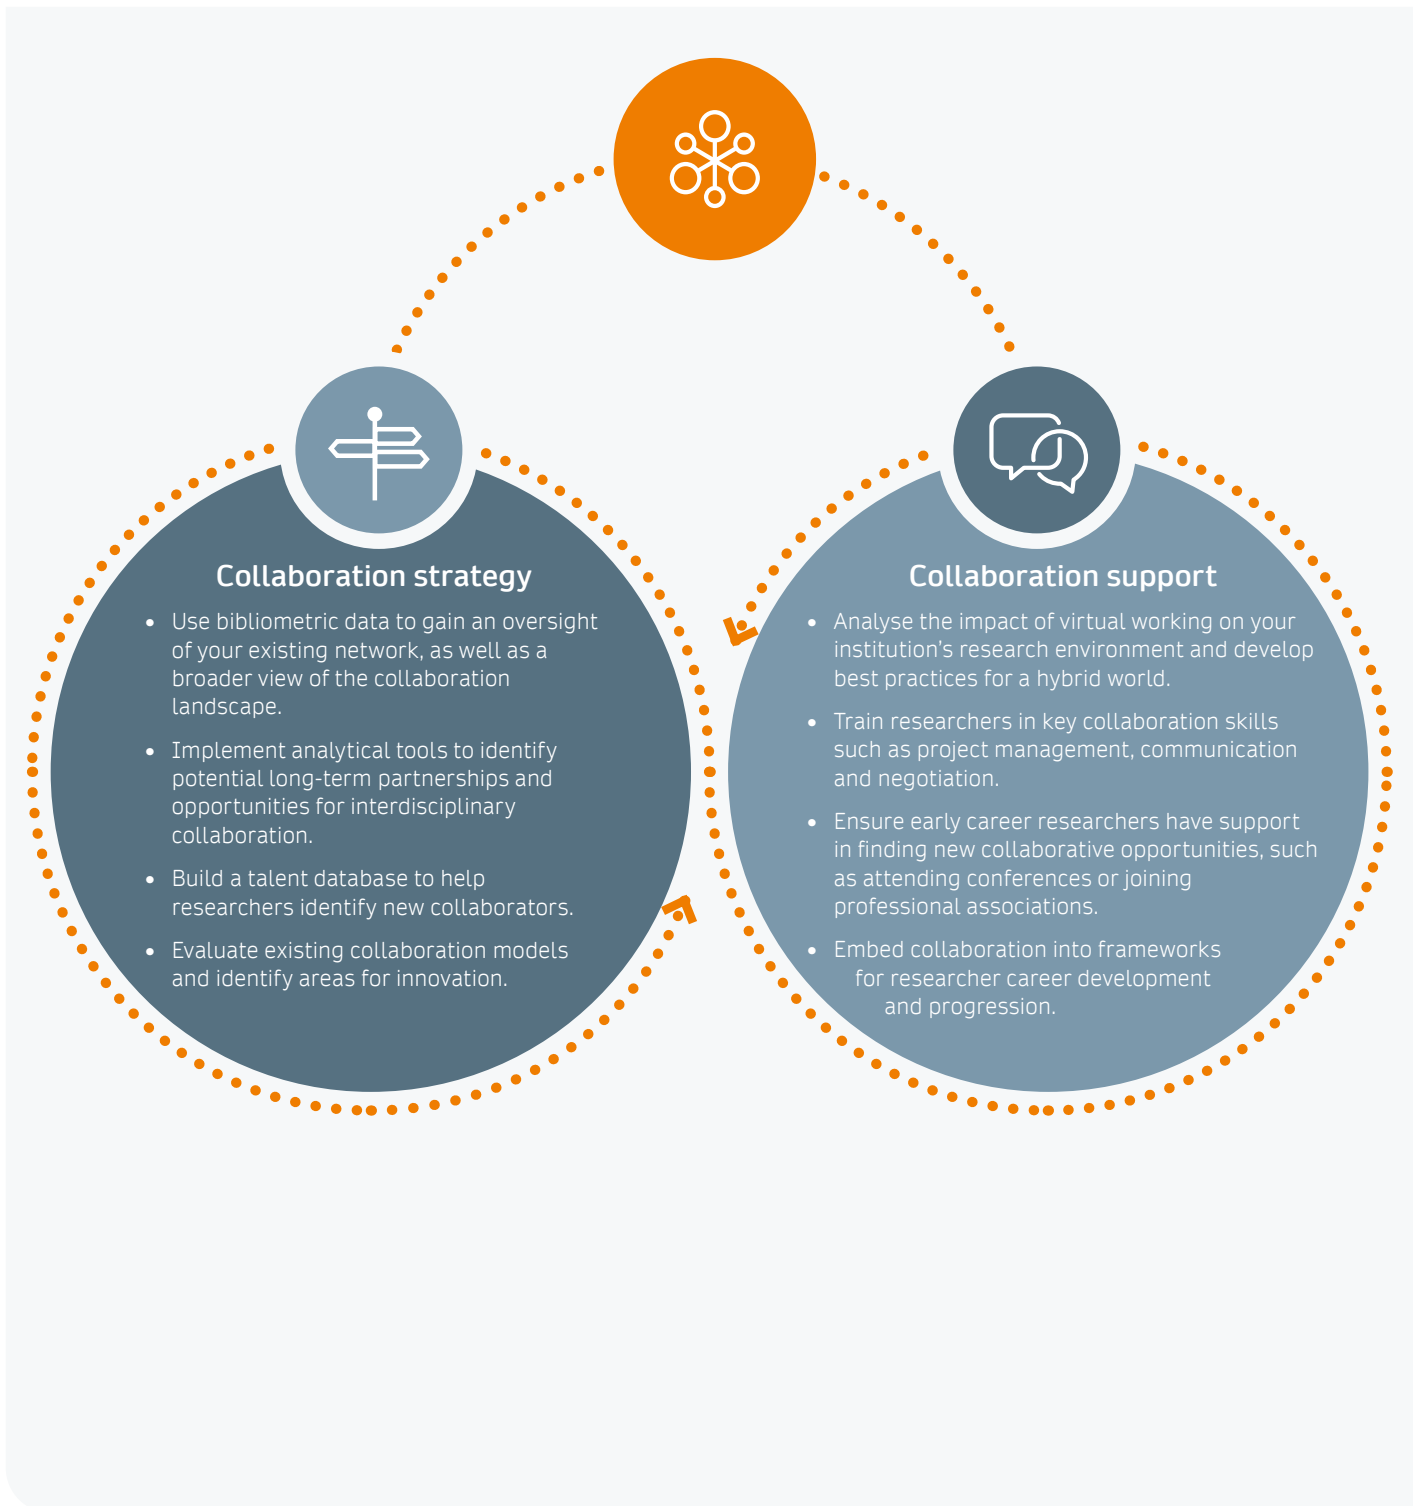 Collaboration strategy
• Use bibliometric data to gain an oversight
of your existing network, as well as a
broader view of the collaboration
landscape.
• Implement analytical tools to identify
potential long-term partnerships and
opportunities for interdisciplinary
collaboration.
• Build a talent database to help
researchers identify new collaborators.
• Evaluate existing collaboration models
and identify areas for innovation.
Collaboration support
• Analyse the impact of virtual working on your
institution's research environment and develop
best practices for a hybrid world.
• Train researchers in key collaboration skills
such as project management, communication
and negotiation.
• Ensure early career researchers have support
in finding new collaborative opportunities, such
as attending conferences or joining
professional associations.
• Embed collaboration into frameworks
for researcher career development
and progression.